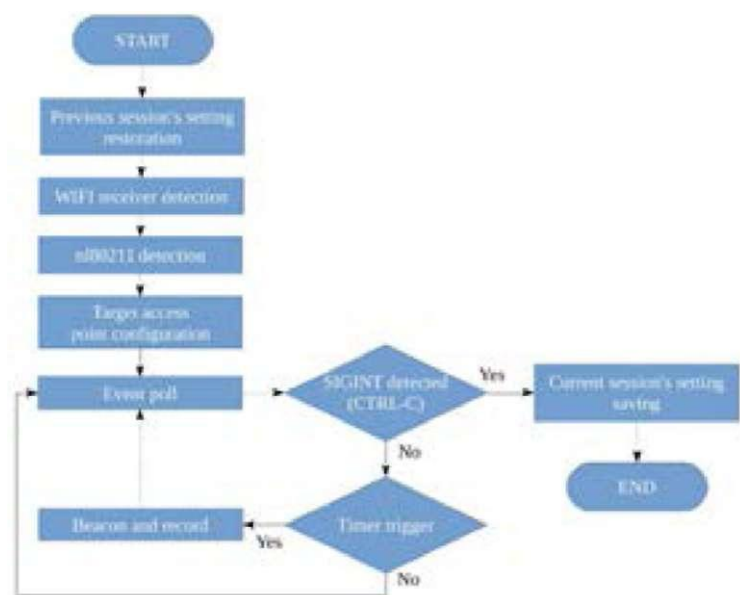 START
Previous session's setting
restoration
WIFI receiver detection
nl80211 detection
Target access
point configuration
Event poll
SIGINT detected
(CTRL-C)
Yes
Current session's setting
saving
No
END
Beacon and record
Yes
Timer trigger
No